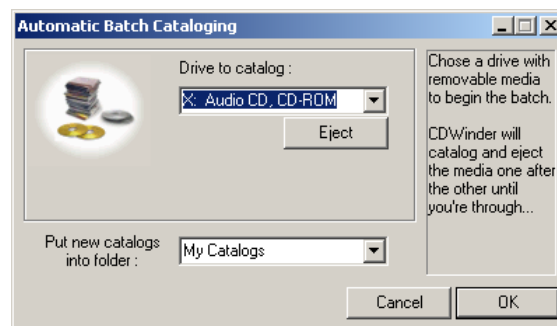 Automatic Batch Cataloging
Drive to catalog :
X: Audio CD, CD-ROM
Eject
Chose a drive with
removable media
to begin the batch.
CDWinder will
catalog and eject
the media one after
the other until
you're through...
Put new catalogs
into folder :
My Catalogs
Cancel
OK